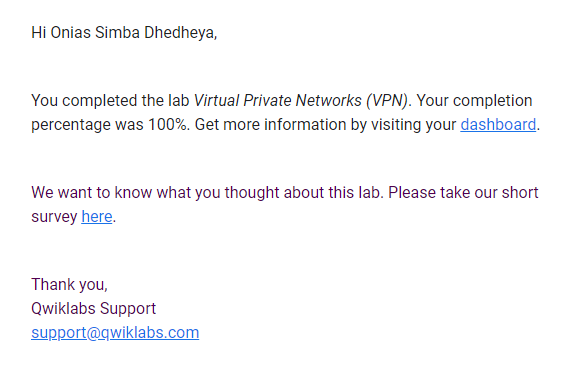 Hi Onias Simba Dhedheya,
You completed the lab Virtual Private Networks (VPN). Your completion
percentage was 100%. Get more information by visiting your dashboard.
We want to know what you thought about this lab. Please take our short
survey here.
Thank you,
Qwiklabs Support
support@qwiklabs.com